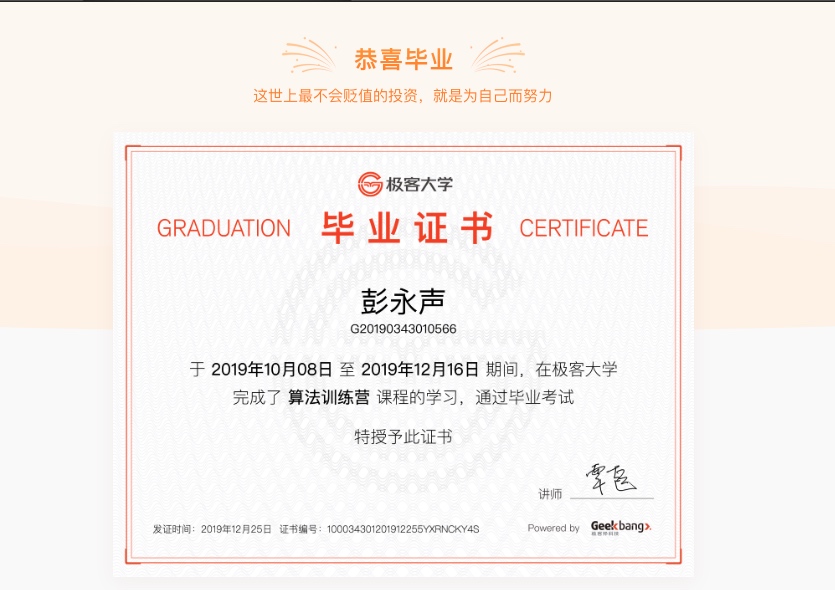 恭喜毕业
这世上最不会贬值的投资，就是为自己而努力
极客大学
GRADUATION 毕业证书 CERTIFICATE
彭永声
G20190343010566
于 2019年10月08日 至 2019年12月16日 期间，在极客大学
完成了 算法训练营 课程的学习，通过毕业考试
特授予此证书
讲师 覃超
发证时间：2019年12月25日 证书编号：100034301201912255YXRNCKY4S
Powered by Geekbang>.
极客邦科技